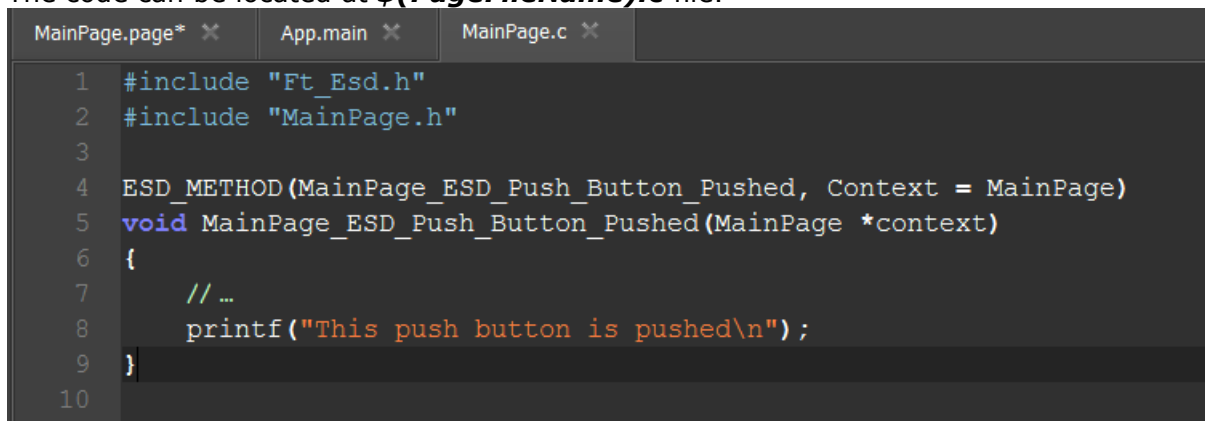 The code can be located at $(PageFileName).c file.
MainPage.page* App.main MainPage.c
1 #include "Ft_Esd.h"
2 #include "MainPage.h"
3
4 ESD_METHOD(MainPage_ESD_Push_Button_Pushed, Context = MainPage)
5 void MainPage_ESD_Push_Button_Pushed(MainPage *context)
6 {
7 // …
8 printf("This push button is pushed\n");
9 }
10